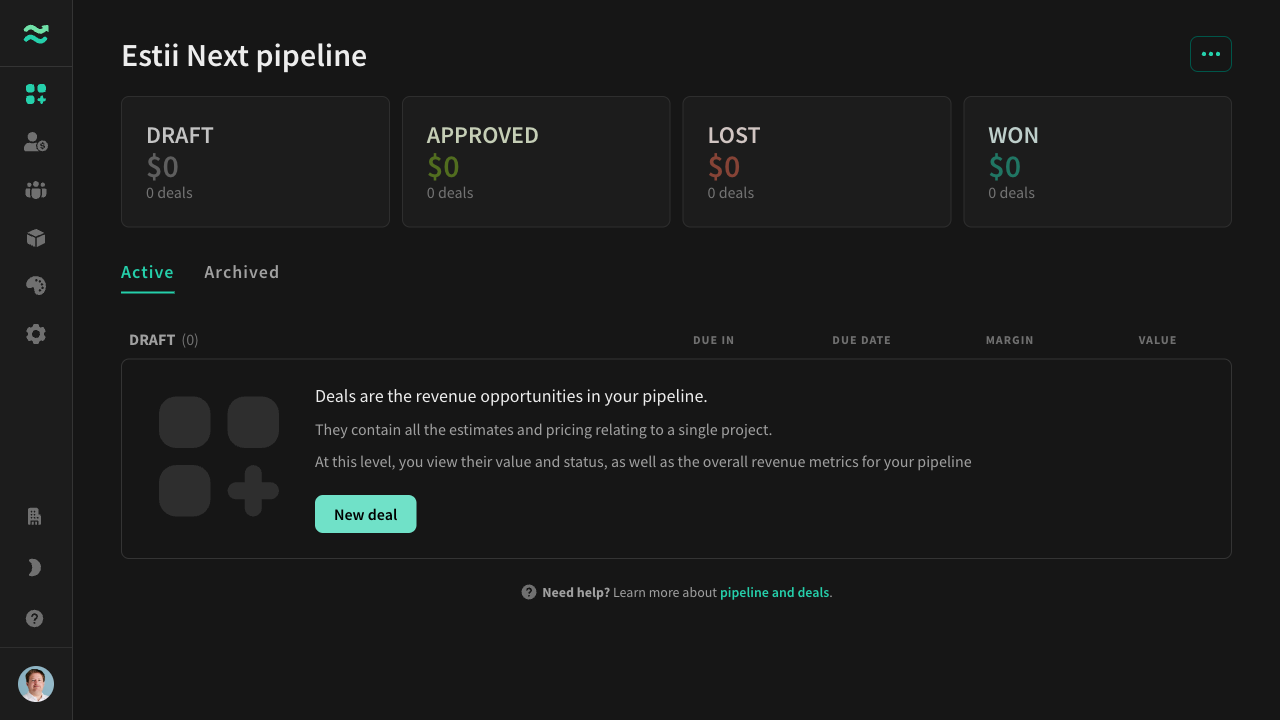 Estii Next pipeline
DRAFT
$0
0 deals
APPROVED
$0
0 deals
LOST
$0
0 deals
WON
$0
0 deals
Active
Archived
DRAFT (0)
DUE IN
DUE DATE
MARGIN
VALUE
Deals are the revenue opportunities in your pipeline.
They contain all the estimates and pricing relating to a single project.
At this level, you view their value and status, as well as the overall revenue metrics for your pipeline
New deal
Need help? Learn more about pipeline and deals.